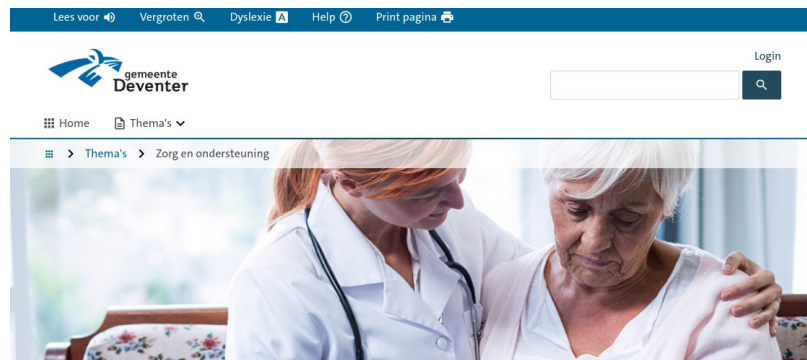 Lees voor Vergroten Dyslexie A Help ? Print pagina
Login
gemeente
Deventer
Home Thema's
Thema's Zorg en ondersteuning